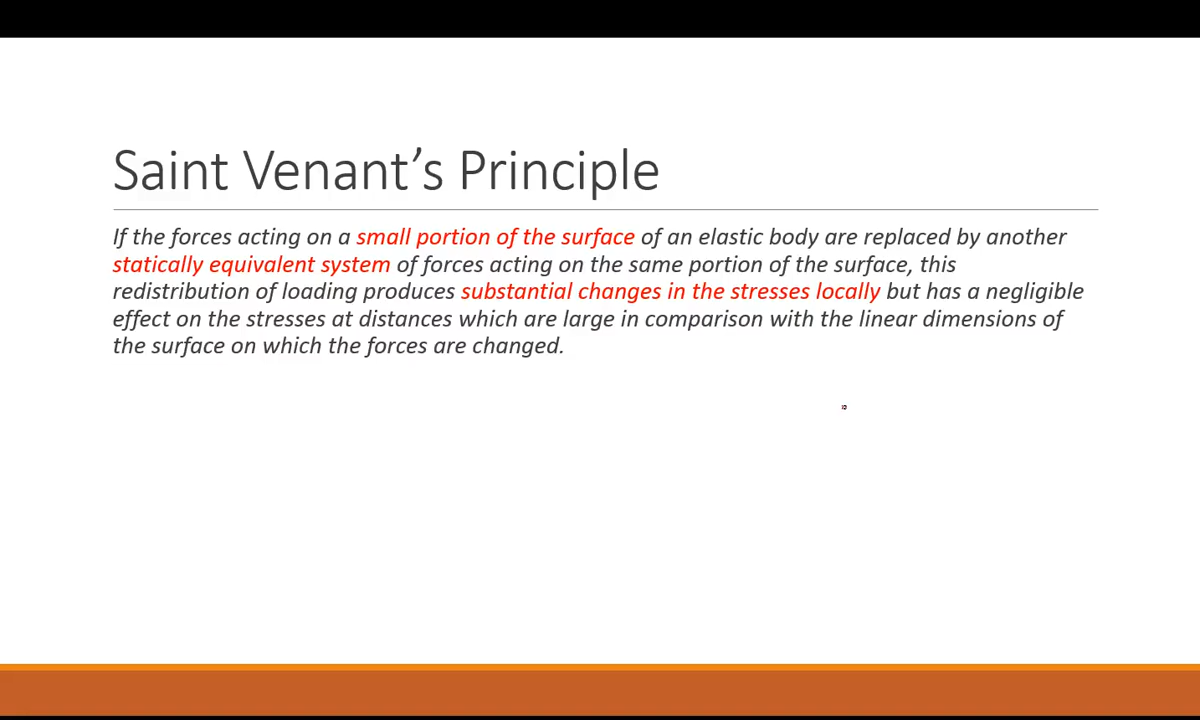 Saint Venant’s Principle
If the forces acting on a small portion of the surface of an elastic body are replaced by another
statically equivalent system of forces acting on the same portion of the surface, this
redistribution of loading produces substantial changes in the stresses locally but has a negligible
effect on the stresses at distances which are large in comparison with the linear dimensions of
the surface on which the forces are changed.